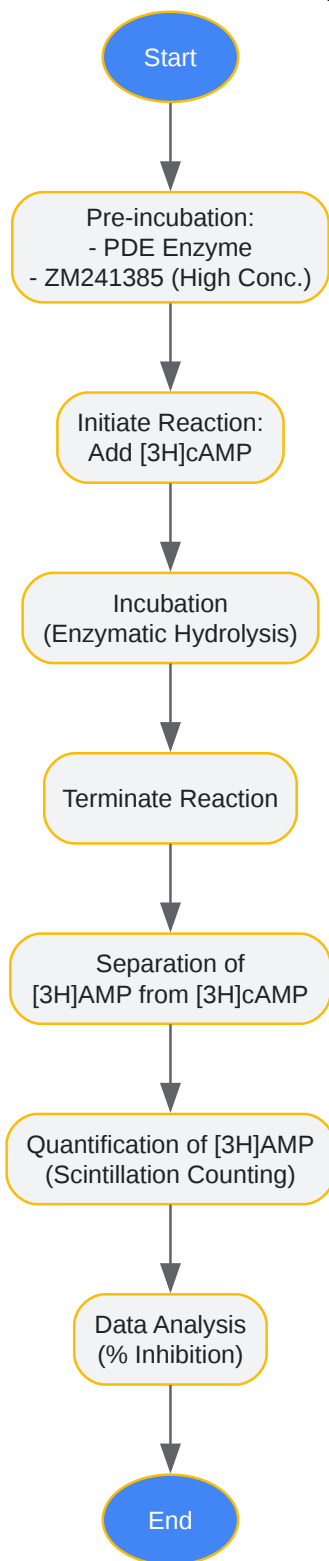 Start
Pre-incubation:
- PDE Enzyme
- ZM241385 (High Conc.)
Initiate Reaction:
Add [3H]cAMP
Incubation
(Enzymatic Hydrolysis)
Terminate Reaction
Separation of
[3H]AMP from [3H]cAMP
Quantification of [3H]AMP
(Scintillation Counting)
Data Analysis
(% Inhibition)
End